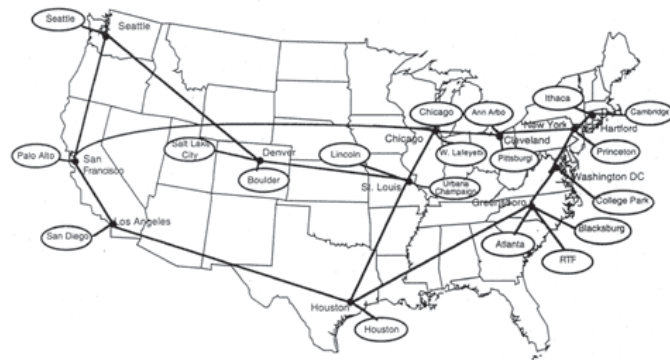 Seattle
Seattle
Ithaca
Cambridge
Chicago
Ann Arbo
New York
Hartford
Chicago
Cleveland
Palo Alto
San
Francisco
Salt Lake
City
Denver
Lincoln
W. Lafeyette
Pittsburg
Princeton
Boulder
St. Louis
Urbana
Champaign
Washington DC
Greensboro
College Park
San Diego
Los Angeles
Atlanta
Blacksburg
RTF
Houston
Houston